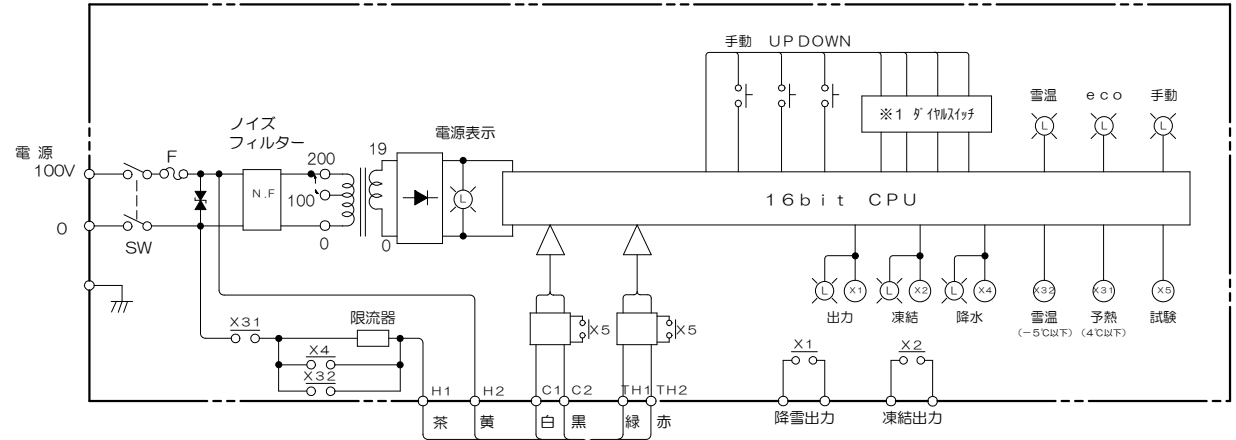 手動 UP DOWN
雪温 eco 手動
※1 ダイヤルスイッチ
L L L
ノイズ
フィルター
電源表示
電 源
100V
F
N.F
200
100
0
19
0
L
16bit CPU
0
SW
L X1 L X2 L X4 X32 X31 X5
出力 凍結 降水 雪温 予熱 試験
(-5℃以下) (4℃以下)
X31
限流器
X4
X32
X5 X5
X1 X2
H1 H2 C1 C2 TH1 TH2
茶 黄 白 黒 緑 赤
降雪出力 凍結出力